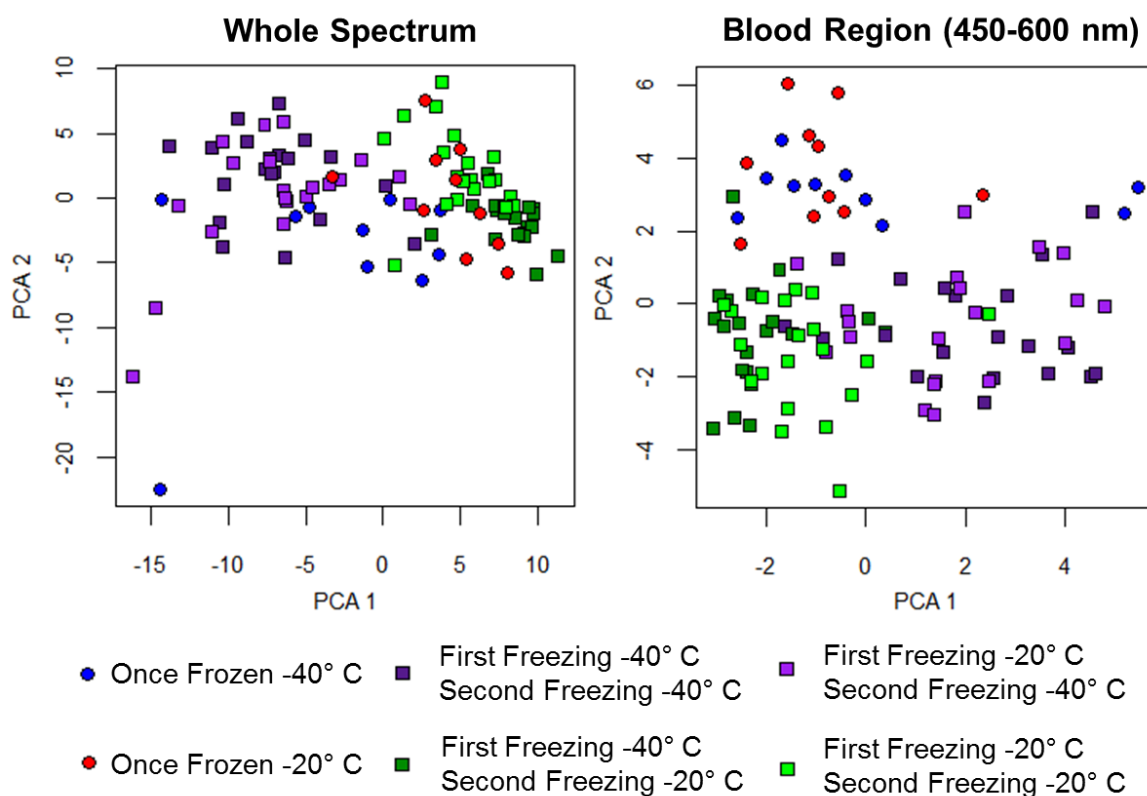 Whole Spectrum
Blood Region (450-600 nm)
10
5
0
-5
-10
-15
-20
PCA 2
-15
-10
-5
0
5
10
PCA 1
6
4
2
0
-2
-4
PCA 2
-2
0
2
4
PCA 1
Once Frozen -40° C
First Freezing -40° C
Second Freezing -40° C
First Freezing -20° C
Second Freezing -40° C
Once Frozen -20° C
First Freezing -40° C
Second Freezing -20° C
First Freezing -20° C
Second Freezing -20° C